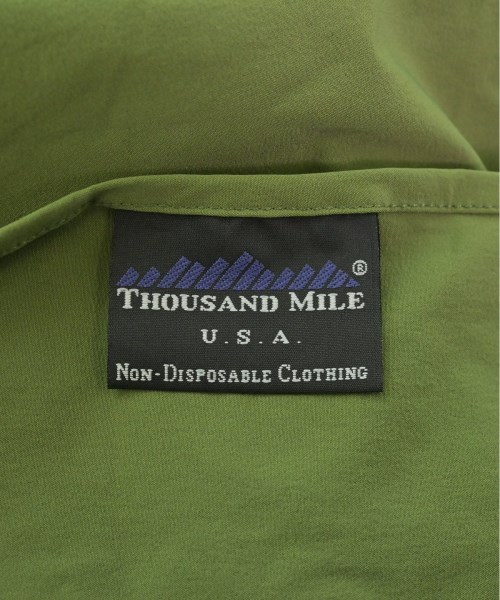 ®
THOUSAND MILE
U.S.A.
NON-DISPOSABLE CLOTHING